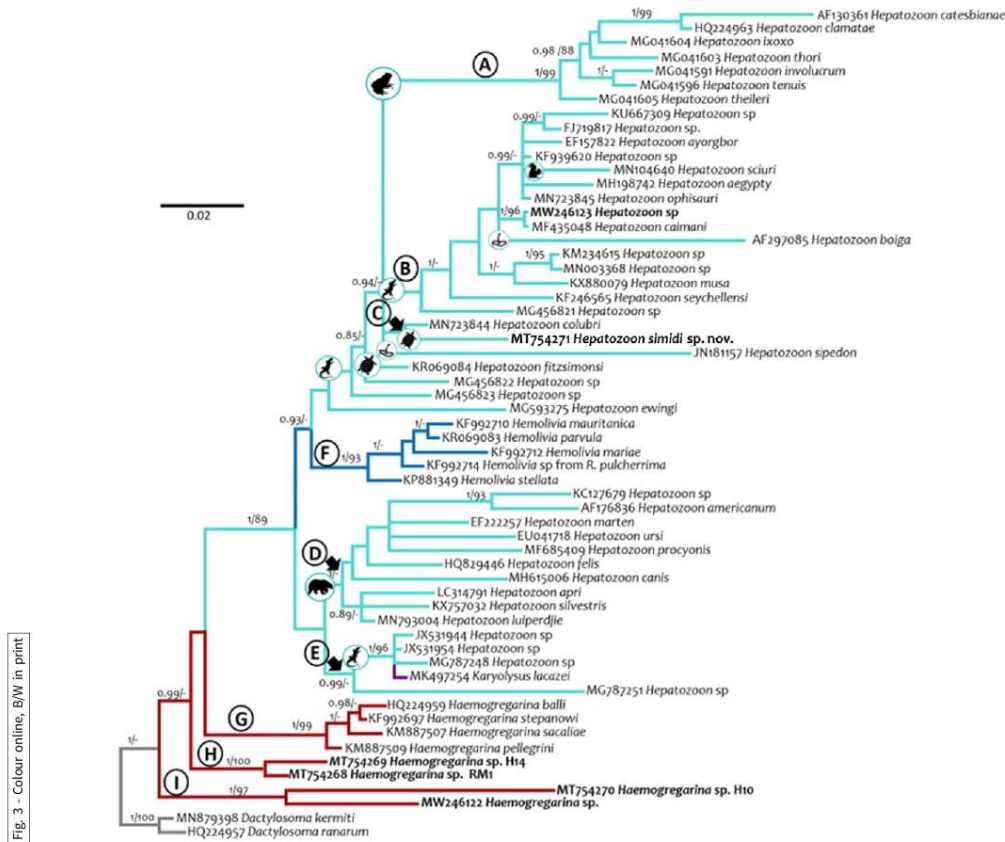 1/99
AF130361 Hepatozoon catesbianae
HQ224963 Hepatozoon clamatae
MG041604 Hepatozoon ixoxo
0.98 /88
MG041603 Hepatozoon thori
A
1/99
1/-
MG041591 Hepatozoon involucrum
MG041596 Hepatozoon tenuis
MG041605 Hepatozoon theileri
0.99/-
KU667309 Hepatozoon sp
FJ719817 Hepatozoon sp.
EF157822 Hepatozoon ayorgbor
0.99/-
KF939620 Hepatozoon sp
MN104640 Hepatozoon sciuri
MH198742 Hepatozoon aegypty
MN723845 Hepatozoon ophisauri
0.02
1/96
MW246123 Hepatozoon sp
MF435048 Hepatozoon caimani
AF297085 Hepatozoon boiga
1/95
KM234615 Hepatozoon sp
B
1/-
1/-
MN003368 Hepatozoon sp
KX880079 Hepatozoon musa
0.94/-
KF246565 Hepatozoon seychellensi
C
MG456821 Hepatozoon sp
MN723844 Hepatozoon colubri
0.85/-
MT754271 Hepatozoon simidi sp. nov.
JN181157 Hepatozoon sipedon
KR069084 Hepatozoon fitzsimonsi
MG456822 Hepatozoon sp
MG456823 Hepatozoon sp
MG593275 Hepatozoon ewingi
0.93/-
1/-
KF992710 Hemolivia mauritanica
KR069083 Hemolivia parvula
F
1/93
1/-
KF992712 Hemolivia mariae
KF992714 Hemolivia sp from R. pulcherrima
KP881349 Hemolivia stellata
1/93
KC127679 Hepatozoon sp
AF176836 Hepatozoon americanum
1/89
EF222257 Hepatozoon marten
EU041718 Hepatozoon ursi
D
MF685409 Hepatozoon procyonis
HQ829446 Hepatozoon felis
1/-
MH615006 Hepatozoon canis
LC314791 Hepatozoon apri
KX757032 Hepatozoon silvestris
0.89/-
MN793004 Hepatozoon luiperdjie
JX531944 Hepatozoon sp
E
1/96
JX531954 Hepatozoon sp
MG787248 Hepatozoon sp
MK497254 Karyolysus lacazei
0.99/-
MG787251 Hepatozoon sp
0.99/-
0.98/-
HQ224959 Haemogregarina balli
G
1/-
KF992697 Haemogregarina stepanowi
1/99
KM887507 Haemogregarina sacaliae
1/-
KM887509 Haemogregarina pellegrini
H
1/100
MT754269 Haemogregarina sp. H14
MT754268 Haemogregarina sp. RM1
I
1/97
MT754270 Haemogregarina sp. H10
MW246122 Haemogregarina sp.
1/100
MN879398 Dactylosoma kermiti
HQ224957 Dactylosoma ranarum
Fig. 3 - Colour online, B/W in print